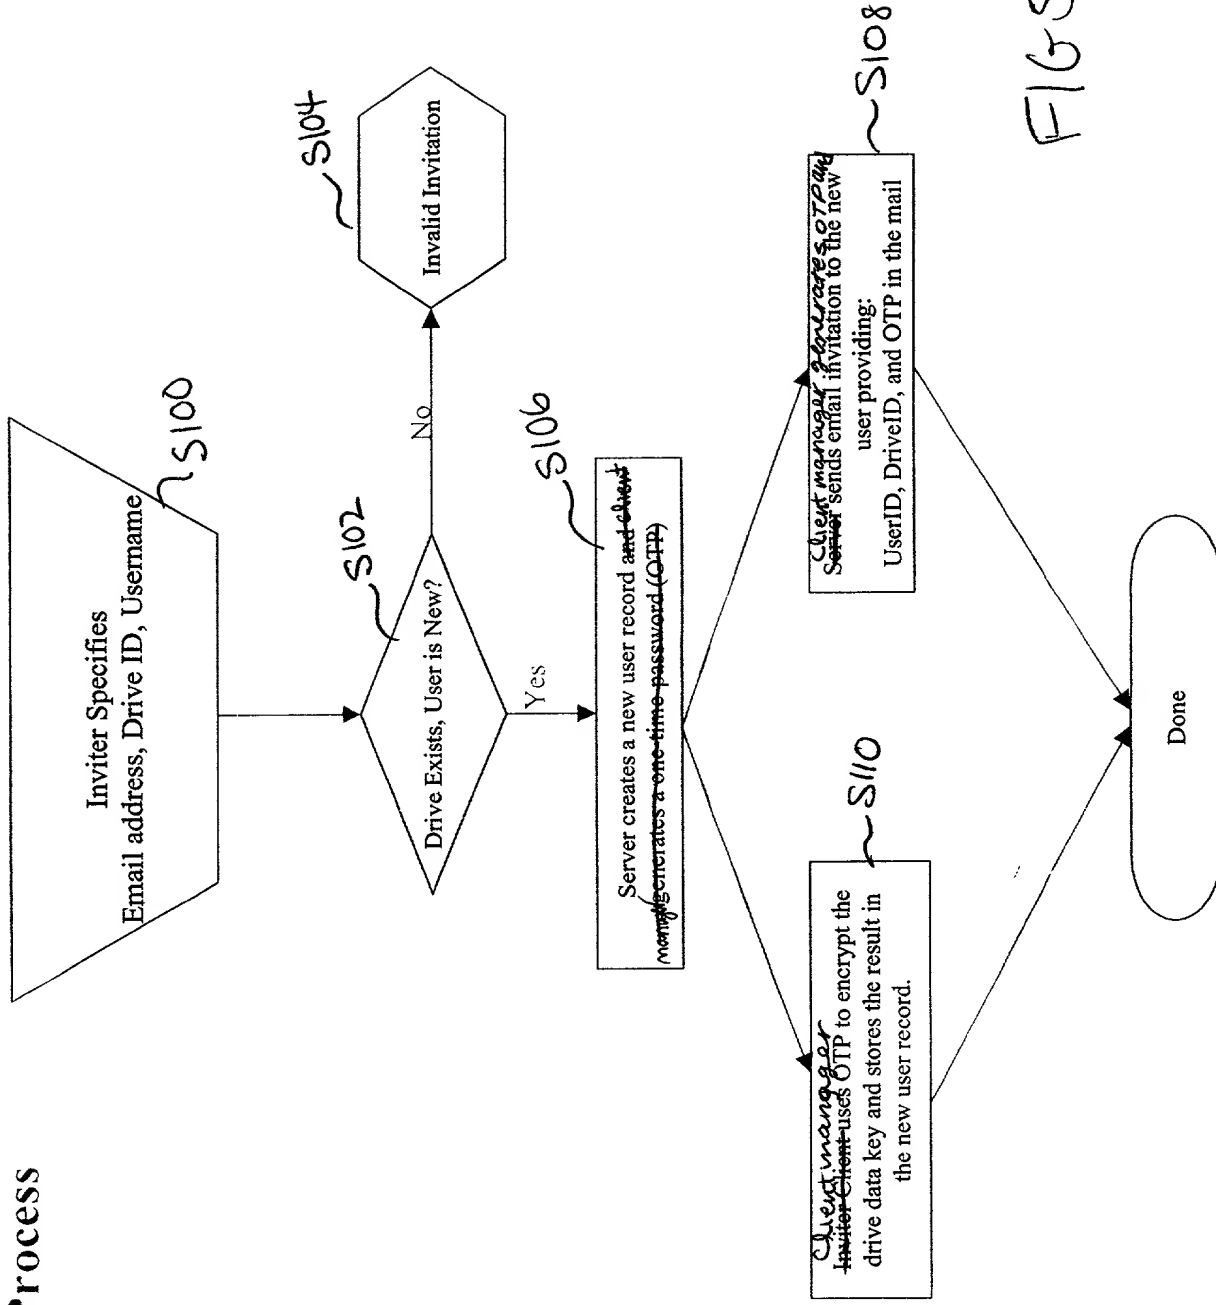 Process
Inviter Specifies
Email address, Drive ID, Username
S100
Drive Exists, User is New?
S102
No
Invalid Invitation
S104
Yes
S106
Server creates a new user record and client
generates a one-time password (OTP)
Client manager generates OTP and
Server sends email invitation to the new
user providing:
UserID, DriveID, and OTP in the mail
S108
Client manager
Inviter Client uses OTP to encrypt the
drive data key and stores the result in
the new user record.
S110
Done
FIG